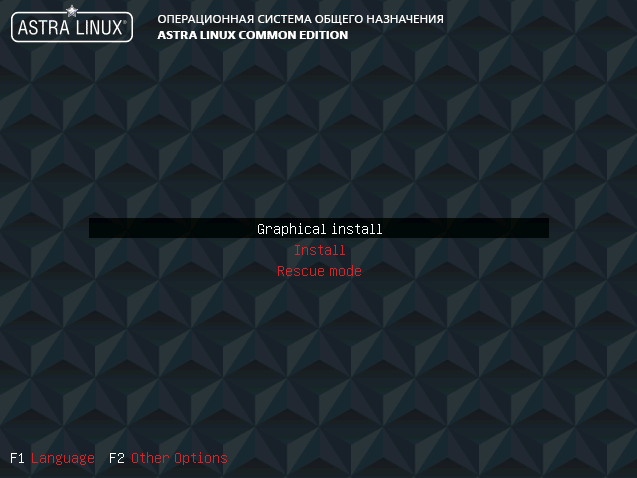 ASTRA LINUX®
ОПЕРАЦИОННАЯ СИСТЕМА ОБЩЕГО НАЗНАЧЕНИЯ
ASTRA LINUX COMMON EDITION
Graphical install
Install
Rescue mode
F1 Language F2 Other Options